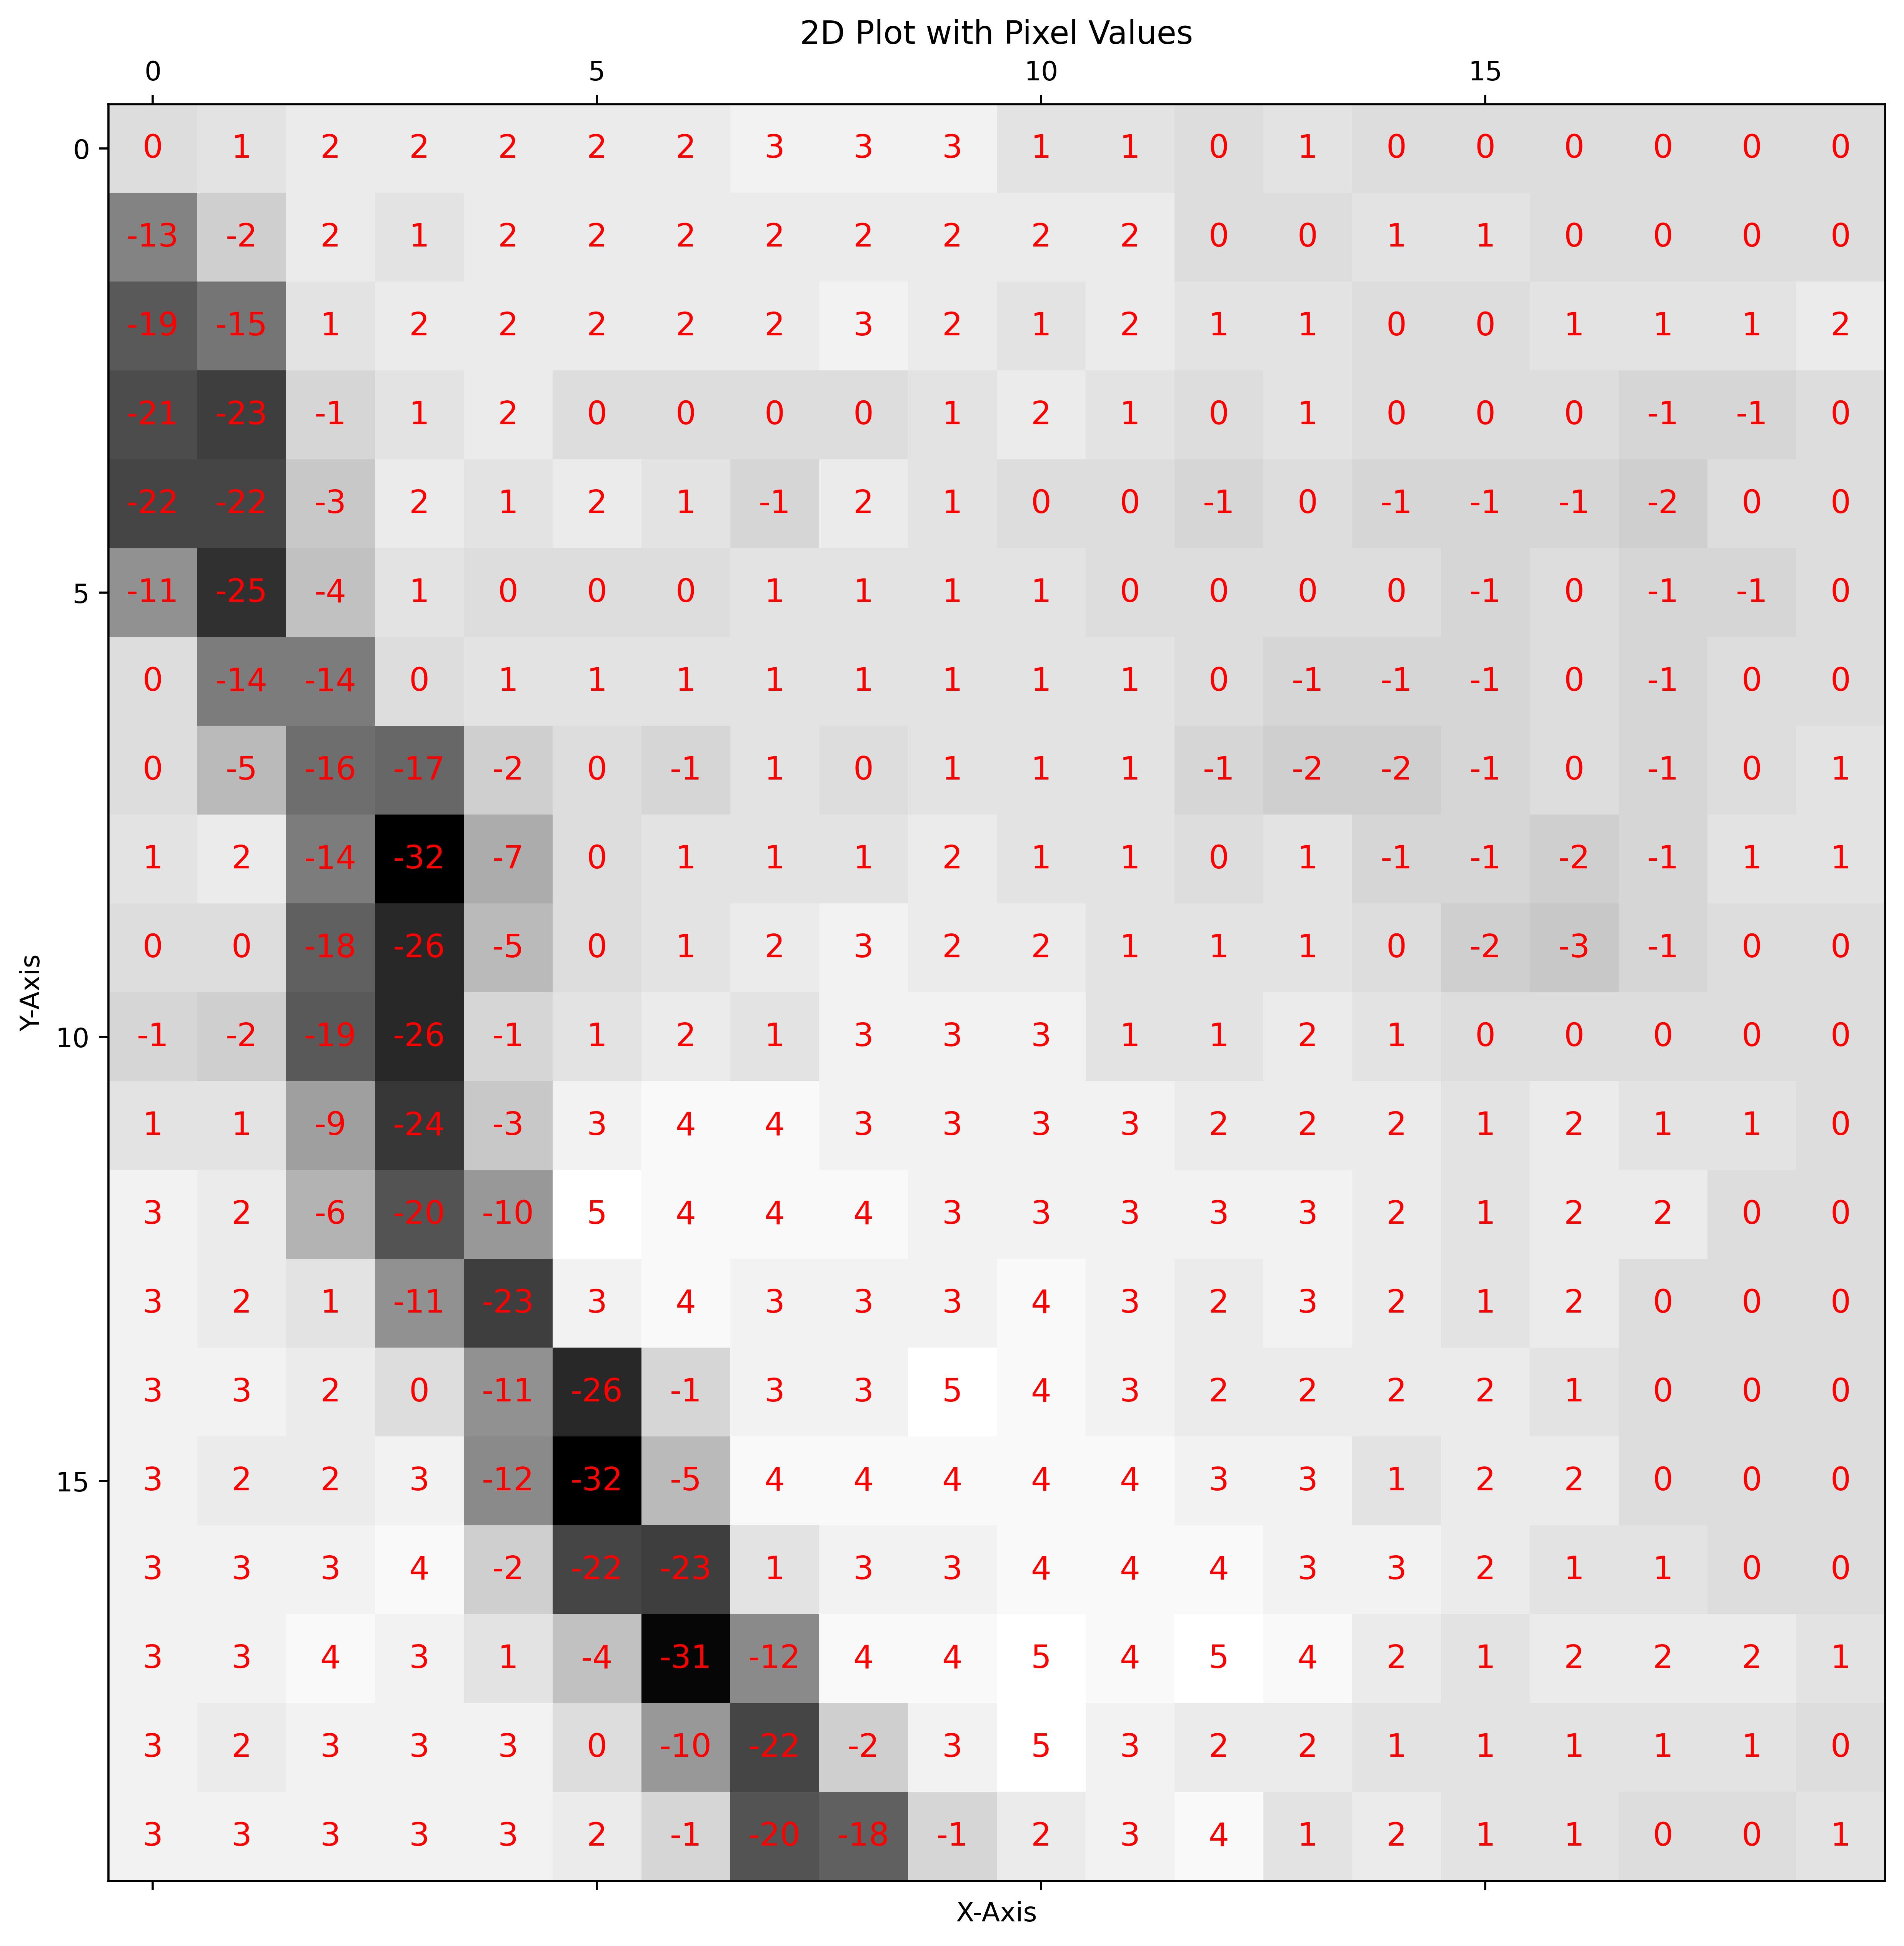 2D Plot with Pixel Values
0 5 10 15
0 0 1 2 2 2 2 2 3 3 3 1 1 0 1 0 0 0 0 0 0
-13 -2 2 1 2 2 2 2 2 2 2 2 0 0 1 1 0 0 0 0
-19 -15 1 2 2 2 2 2 3 2 1 2 1 1 0 0 1 1 1 2
-21 -23 -1 1 2 0 0 0 0 1 2 1 0 1 0 0 0 -1 -1 0
-22 -22 -3 2 1 2 1 -1 2 1 0 0 -1 0 -1 -1 -1 -2 0 0
5 -11 -25 -4 1 0 0 0 1 1 1 1 0 0 0 0 -1 0 -1 -1 0
0 -14 -14 0 1 1 1 1 1 1 1 1 0 -1 -1 -1 0 -1 0 0
0 -5 -16 -17 -2 0 -1 1 0 1 1 1 -1 -2 -2 -1 0 -1 0 1
1 2 -14 -32 -7 0 1 1 1 2 1 1 0 1 -1 -1 -2 -1 1 1
0 0 -18 -26 -5 0 1 2 3 2 2 1 1 1 0 -2 -3 -1 0 0
10 -1 -2 -19 -26 -1 1 2 1 3 3 3 1 1 2 1 0 0 0 0 0
1 1 -9 -24 -3 3 4 4 3 3 3 3 2 2 2 1 2 1 1 0
3 2 -6 -20 -10 5 4 4 4 3 3 3 3 3 2 1 2 2 0 0
3 2 1 -11 -23 3 4 3 3 3 4 3 2 3 2 1 2 0 0 0
3 3 2 0 -11 -26 -1 3 3 5 4 3 2 2 2 2 1 0 0 0
15 3 2 2 3 -12 -32 -5 4 4 4 4 4 3 3 1 2 2 0 0 0
3 3 3 4 -2 -22 -23 1 3 3 4 4 4 3 3 2 1 1 0 0
3 3 4 3 1 -4 -31 -12 4 4 5 4 5 4 2 1 2 2 2 1
3 2 3 3 3 0 -10 -22 -2 3 5 3 2 2 1 1 1 1 1 0
3 3 3 3 3 2 -1 -20 -18 -1 2 3 4 1 2 1 1 0 0 1
Y-Axis
X-Axis